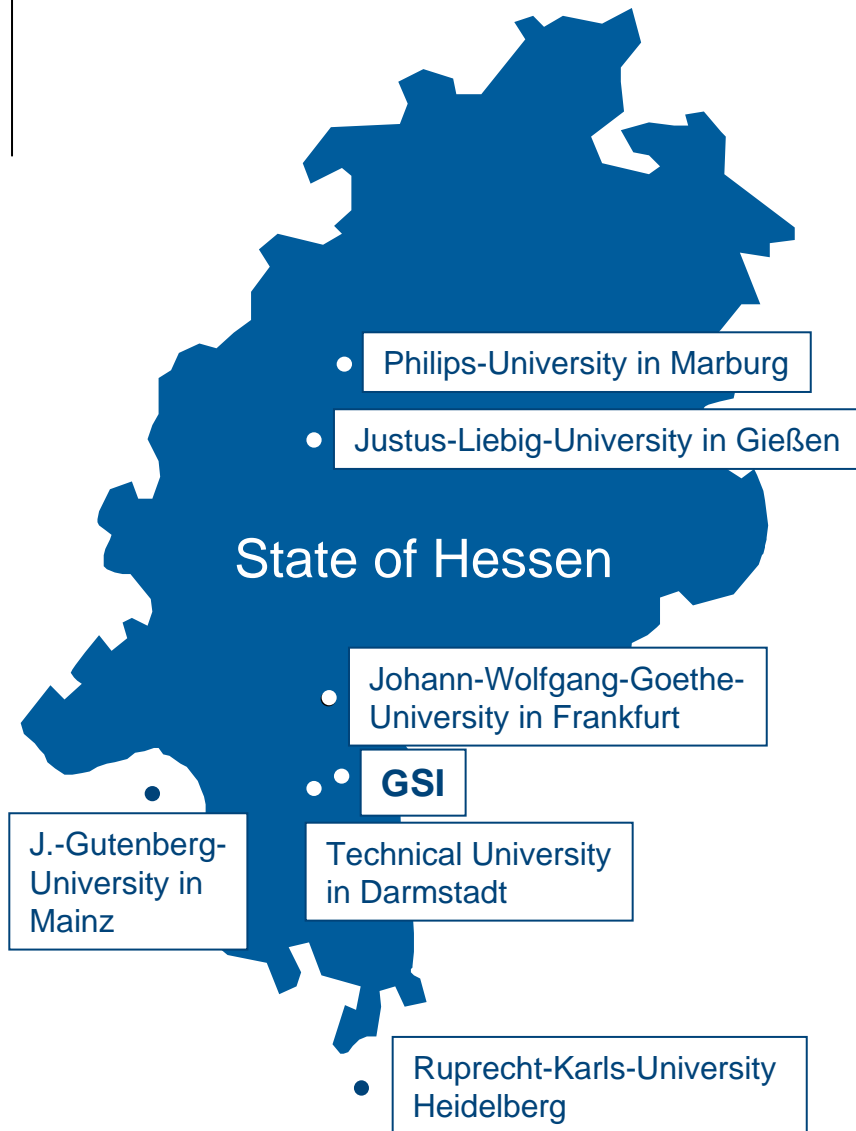 Philips-University in Marburg
Justus-Liebig-University in Gießen
State of Hessen
Johann-Wolfgang-Goethe-
University in Frankfurt
GSI
J.-Gutenberg-
University in
Mainz
Technical University
in Darmstadt
Ruprecht-Karls-University
Heidelberg